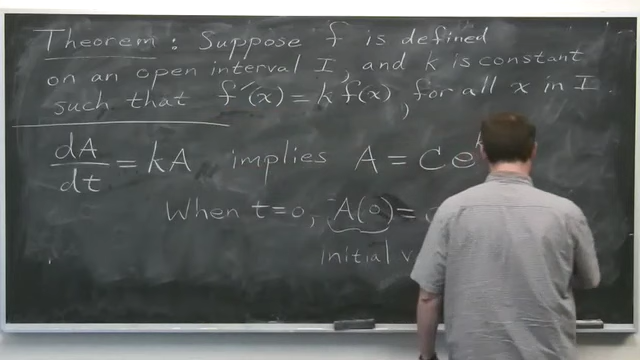 Theorem: Suppose f is defined
on an open interval I, and k is constant
such that f'(x) = k f(x), for all x in I.
dA/dt = kA implies A = Ce^k
When t=0, A(0) =
initial